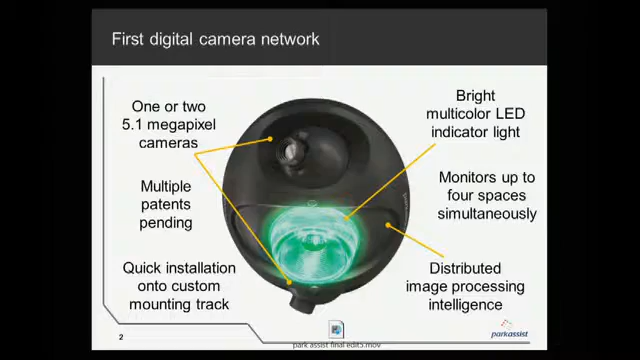 First digital camera network
One or two
5.1 megapixel
cameras
Multiple
patents
pending
Quick installation
onto custom
mounting track
Bright
multicolor LED
indicator light
Monitors up to
four spaces
simultaneously
Distributed
image processing
intelligence
2
park assist final edit5.mov
parkassist